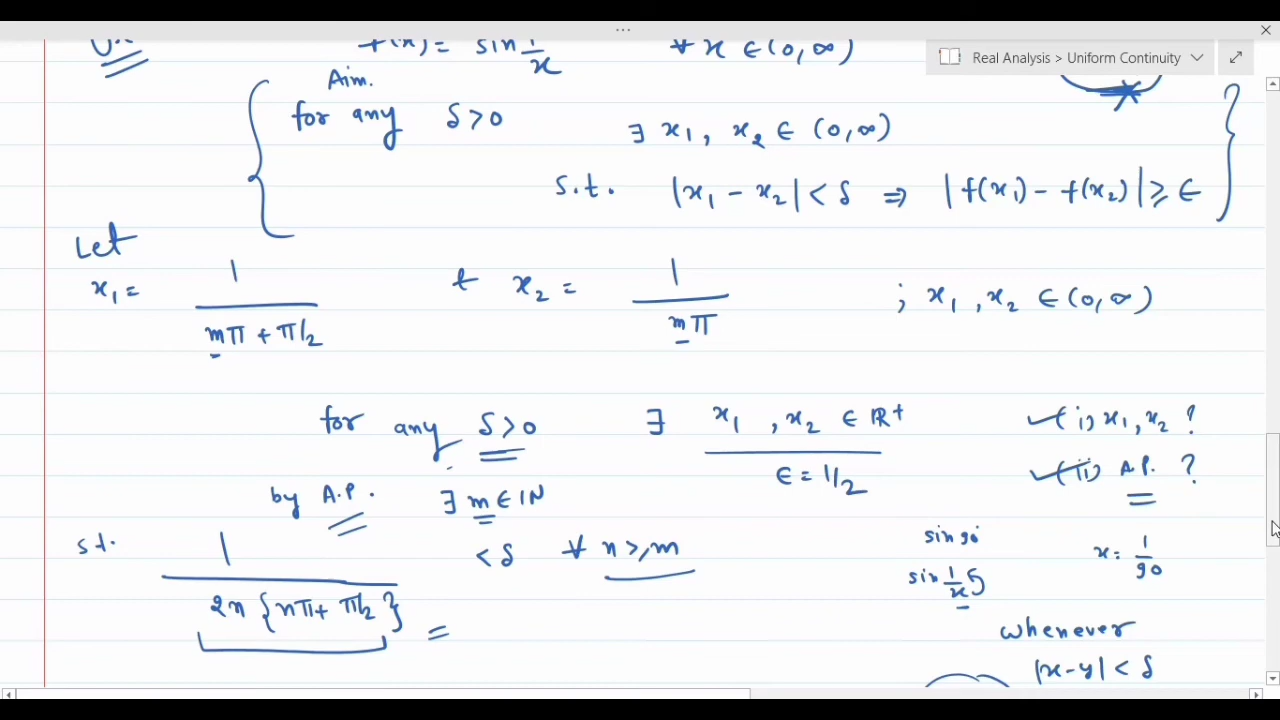 Real Analysis > Uniform Continuity
f(x) = sin 1/x ∀ x ∈ (0, ∞)
Aim.
for any δ > 0
∃ x₁, x₂ ∈ (0, ∞)
s.t. |x₁ - x₂| < δ ⇒ |f(x₁) - f(x₂)| ≥ ϵ
Let
x₁ = 1/(mπ + π/2) & x₂ = 1/(mπ) ; x₁, x₂ ∈ (0, ∞)
for any δ > 0 ∃ x₁, x₂ ∈ ℝ⁺ (i) x₁, x₂ ?
ϵ = 1/2 (ii) A.P. ?
by A.P. ∃ m ∈ ℕ
s.t. 1/(2n {nπ + π/2}) < δ ∀ n ≥ m
=
sin 90
x = 1/90
sin 1/x
whenever
|x - y| < δ